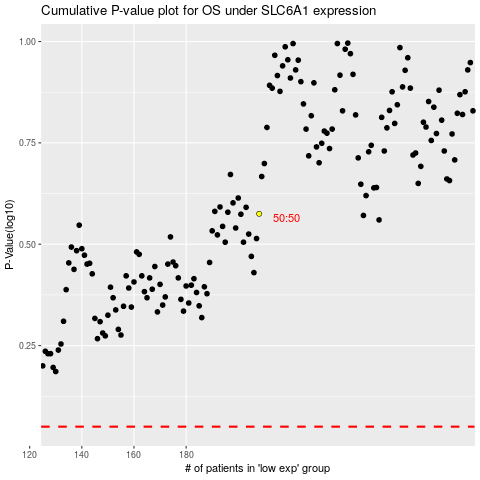 Cumulative P-value plot for OS under SLC6A1 expression
P-Value(log10)
1.00
0.75
0.50
0.25
50:50
120 140 160 180
# of patients in 'low exp' group